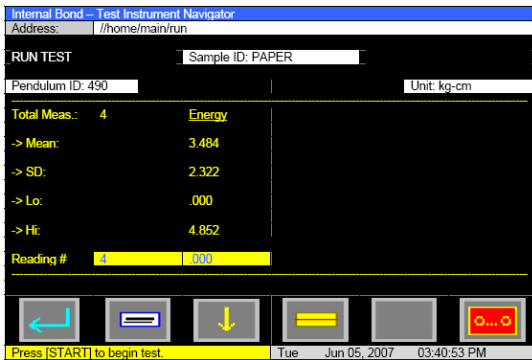 Internal Bond – Test Instrument Navigator
Address: //home/main/run
RUN TEST Sample ID: PAPER
Pendulum ID: 490 Unit: kg-cm
Total Meas.: 4 Energy
-> Mean: 3.484
-> SD: 2.322
-> Lo: .000
-> Hi: 4.852
Reading # 4 .000
o...o
Press [START] to begin test. Tue Jun 05, 2007 03:40:53 PM